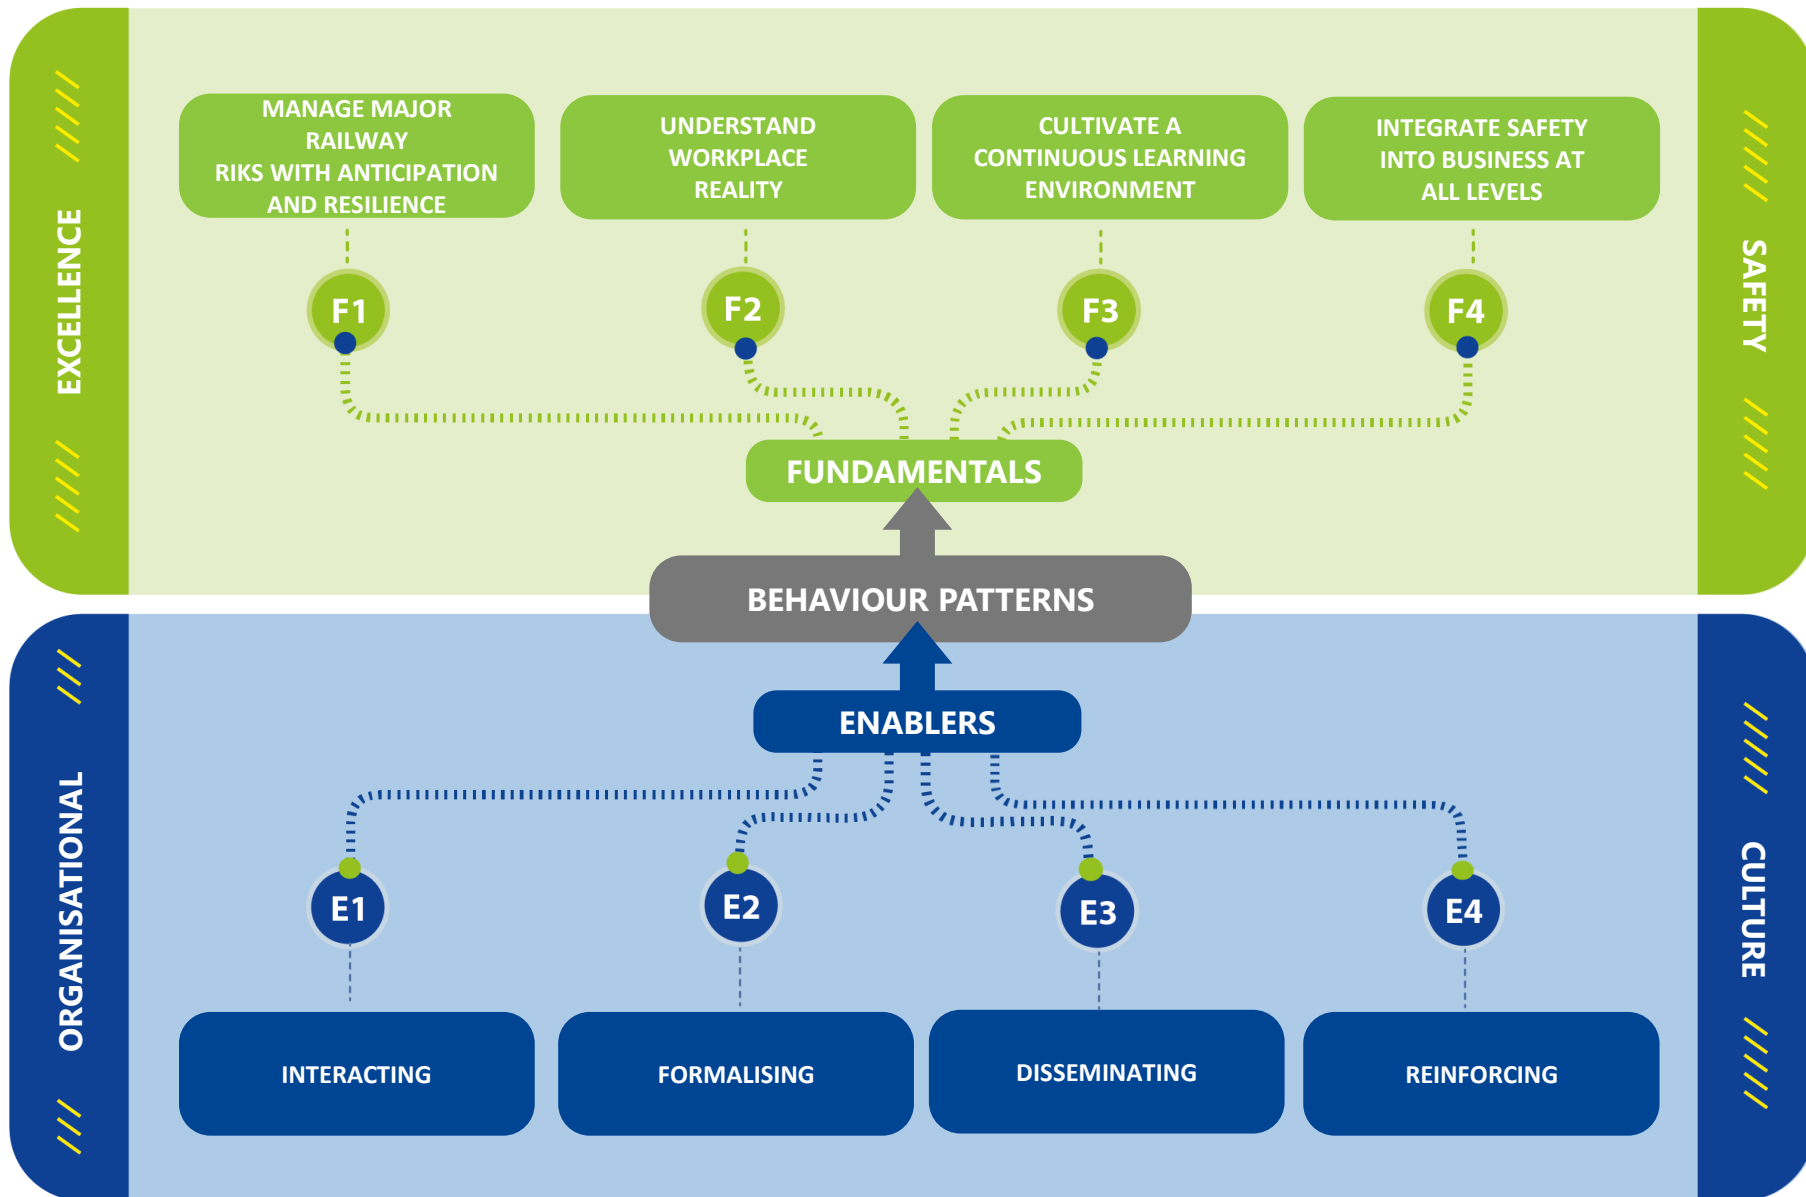 EXCELLENCE
SAFETY
MANAGE MAJOR
RAILWAY
RIKS WITH ANTICIPATION
AND RESILIENCE
UNDERSTAND
WORKPLACE
REALITY
CULTIVATE A
CONTINUOUS LEARNING
ENVIRONMENT
INTEGRATE SAFETY
INTO BUSINESS AT
ALL LEVELS
F1
F2
F3
F4
FUNDAMENTALS
BEHAVIOUR PATTERNS
ENABLERS
ORGANISATIONAL
CULTURE
E1
E2
E3
E4
INTERACTING
FORMALISING
DISSEMINATING
REINFORCING